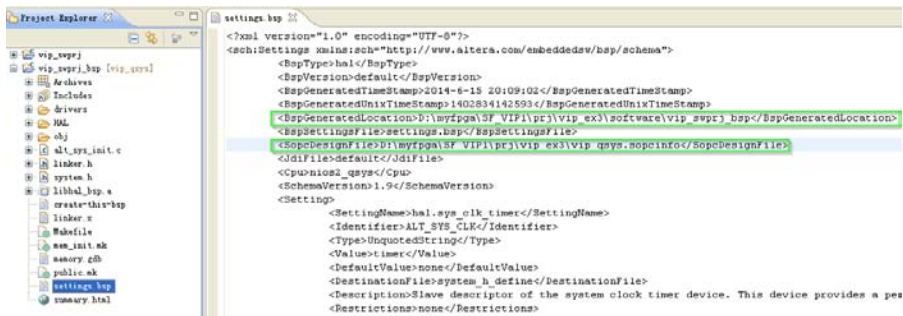 Project Explorer
vip_swprj
vip_swprj_bsp [vip_qsys]
Archives
Includes
drivers
HAL
obj
alt_sys_init.c
linker.h
system.h
libhal_bsp.a
create-this-bsp
linker.x
Makefile
mem_init.mk
memory.gdb
public.mk
settings.bsp
summary.html
settings.bsp
<?xml version="1.0" encoding="UTF-8"?>
<sch:Settings xmlns:sch="http://www.altera.com/embeddedsw/bsp/schema">
<BspType>hal</BspType>
<BspVersion>default</BspVersion>
<BspGeneratedTimeStamp>2014-6-15 20:09:02</BspGeneratedTimeStamp>
<BspGeneratedUnixTimeStamp>1402834142593</BspGeneratedUnixTimeStamp>
<BspGeneratedLocation>D:\myfpga\SF_VIP1\prj\vip_ex3\software\vip_swprj_bsp</BspGeneratedLocation>
<BspSettingsFile>settings.bsp</BspSettingsFile>
<SopcDesignFile>D:\myfpga\SF_VIP1\prj\vip_ex3\vip_qsys.sopcinfo</SopcDesignFile>
<JdiFile>default</JdiFile>
<Cpu>nios2_qsys</Cpu>
<SchemaVersion>1.9</SchemaVersion>
<Setting>
<SettingName>hal.sys_clk_timer</SettingName>
<Identifier>ALT_SYS_CLK</Identifier>
<Type>UnquotedString</Type>
<Value>timer</Value>
<DefaultValue>none</DefaultValue>
<DestinationFile>system_h_define</DestinationFile>
<Description>Slave descriptor of the system clock timer device. This device provides a per
<Restrictions>none</Restrictions>